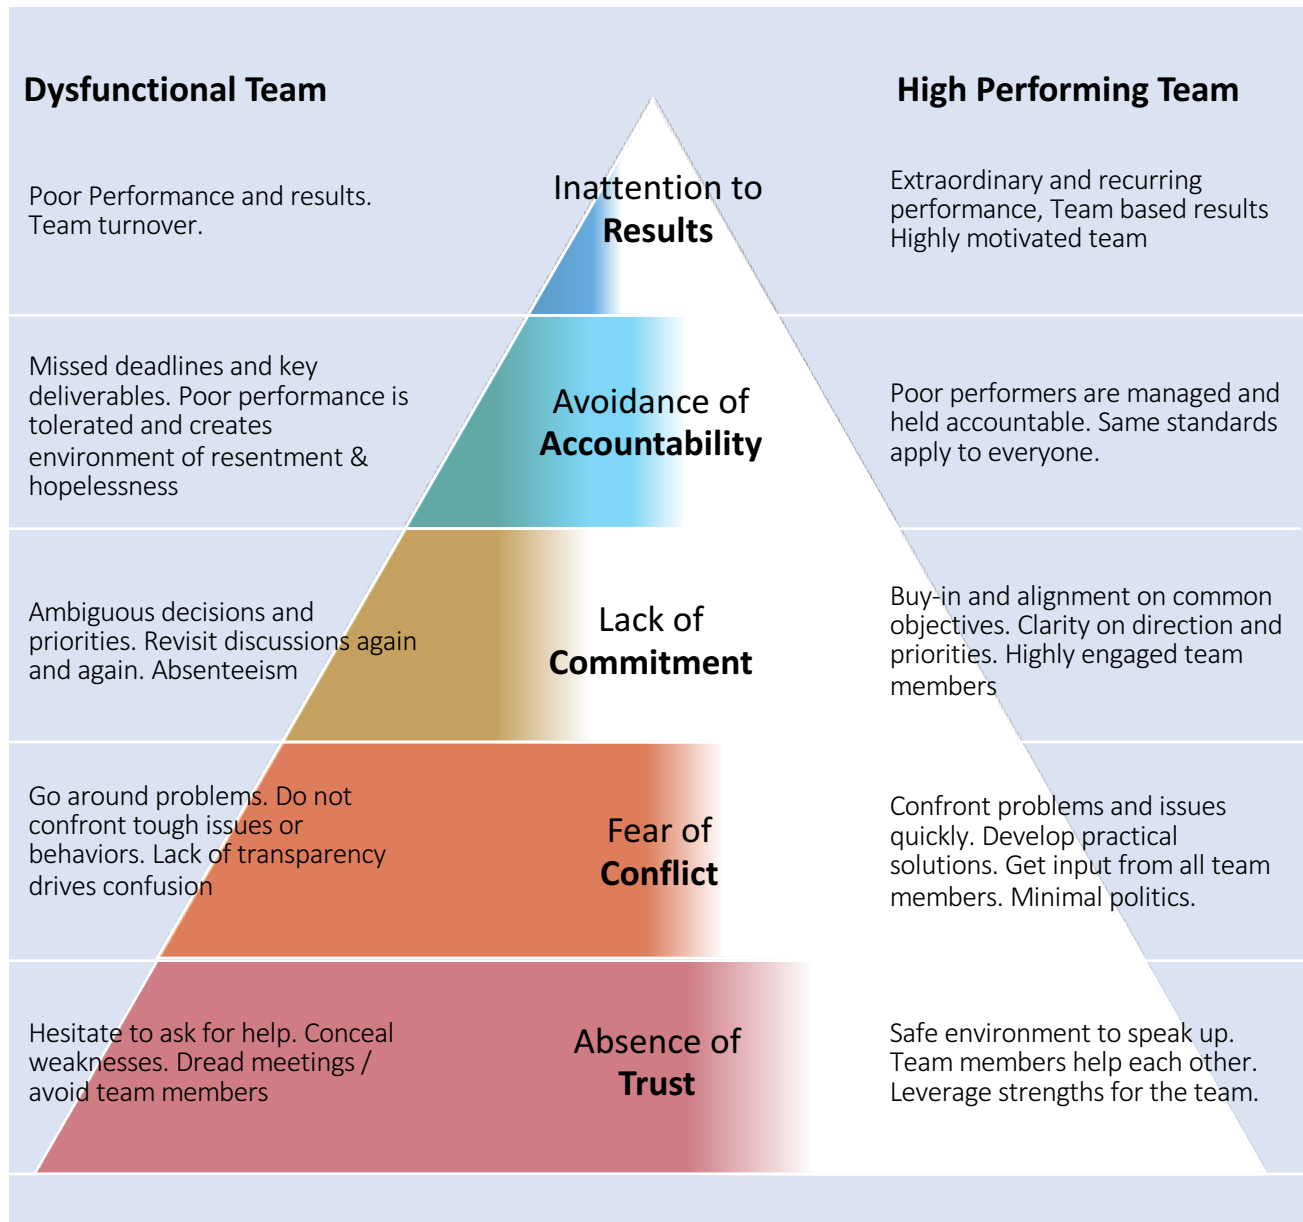 Dysfunctional Team
High Performing Team
Poor Performance and results.
Team turnover.
Inattention to
Results
Extraordinary and recurring
performance, Team based results
Highly motivated team
Missed deadlines and key
deliverables. Poor performance is
tolerated and creates
environment of resentment &
hopelessness
Avoidance of
Accountability
Poor performers are managed and
held accountable. Same standards
apply to everyone.
Ambiguous decisions and
priorities. Revisit discussions again
and again. Absenteeism
Lack of
Commitment
Buy-in and alignment on common
objectives. Clarity on direction and
priorities. Highly engaged team
members
Go around problems. Do not
confront tough issues or
behaviors. Lack of transparency
drives confusion
Fear of
Conflict
Confront problems and issues
quickly. Develop practical
solutions. Get input from all team
members. Minimal politics.
Hesitate to ask for help. Conceal
weaknesses. Dread meetings /
avoid team members
Absence of
Trust
Safe environment to speak up.
Team members help each other.
Leverage strengths for the team.